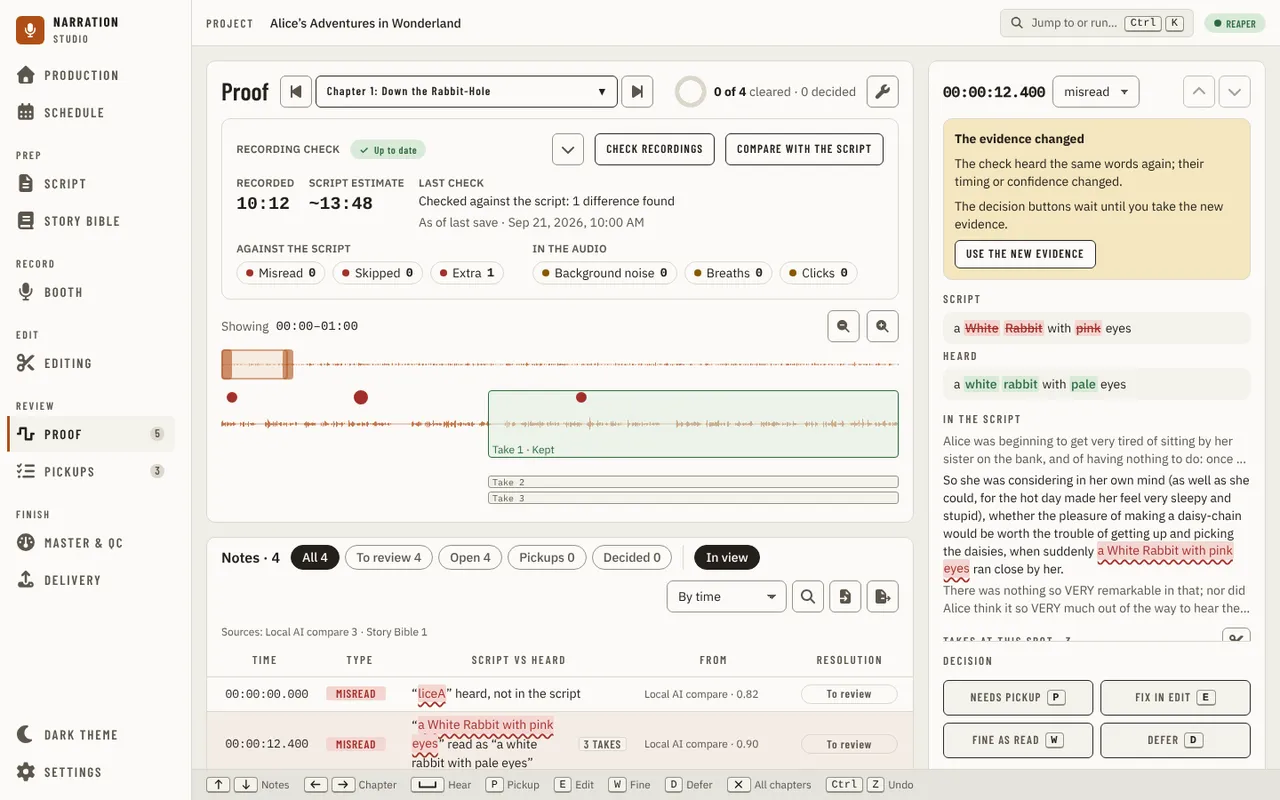 NARRATION
STUDIO
PRODUCTION
SCHEDULE
PREP
SCRIPT
STORY BIBLE
RECORD
BOOTH
EDIT
EDITING
REVIEW
PROOF 5
PICKUPS 3
FINISH
MASTER & QC
DELIVERY
DARK THEME
SETTINGS
PROJECT Alice’s Adventures in Wonderland
Jump to or run... Ctrl K
REAPER
Proof
Chapter 1: Down the Rabbit-Hole
0 of 4 cleared · 0 decided
RECORDING CHECK Up to date
CHECK RECORDINGS
COMPARE WITH THE SCRIPT
RECORDED SCRIPT ESTIMATE LAST CHECK
10:12 ~13:48 Checked against the script: 1 difference found
As of last save · Sep 21, 2026, 10:00 AM
AGAINST THE SCRIPT IN THE AUDIO
Misread 0 Skipped 0 Extra 1 Background noise 0 Breaths 0 Clicks 0
Showing 00:00–01:00
Take 1 · Kept
Take 2
Take 3
Notes · 4 All 4 To review 4 Open 4 Pickups 0 Decided 0 In view
By time
Sources: Local AI compare 3 · Story Bible 1
TIME TYPE SCRIPT VS HEARD FROM RESOLUTION
00:00:00.000 MISREAD “liceA” heard, not in the script Local AI compare · 0.82 To review
“a White Rabbit with pink
00:00:12.400 MISREAD eyes” read as “a white 3 TAKES Local AI compare · 0.90 To review
rabbit with pale eyes”
00:00:12.400 misread
The evidence changed
The check heard the same words again; their
timing or confidence changed.
The decision buttons wait until you take the new
evidence.
USE THE NEW EVIDENCE
SCRIPT
a White Rabbit with pink eyes
HEARD
a white rabbit with pale eyes
IN THE SCRIPT
Alice was beginning to get very tired of sitting by her
sister on the bank, and of having nothing to do: once ...
So she was considering in her own mind (as well as she
could, for the hot day made her feel very sleepy and
stupid), whether the pleasure of making a daisy-chain
would be worth the trouble of getting up and picking
the daisies, when suddenly a White Rabbit with pink
eyes ran close by her.
There was nothing so VERY remarkable in that; nor did
Alice think it so VERY much out of the way to hear the...
TAKES AT THIS SPOT · 3
DECISION
NEEDS PICKUP P
FIX IN EDIT E
FINE AS READ W
DEFER D
↑ ↓ Notes ← → Chapter Hear P Pickup E Edit W Fine D Defer X All chapters Ctrl Z Undo